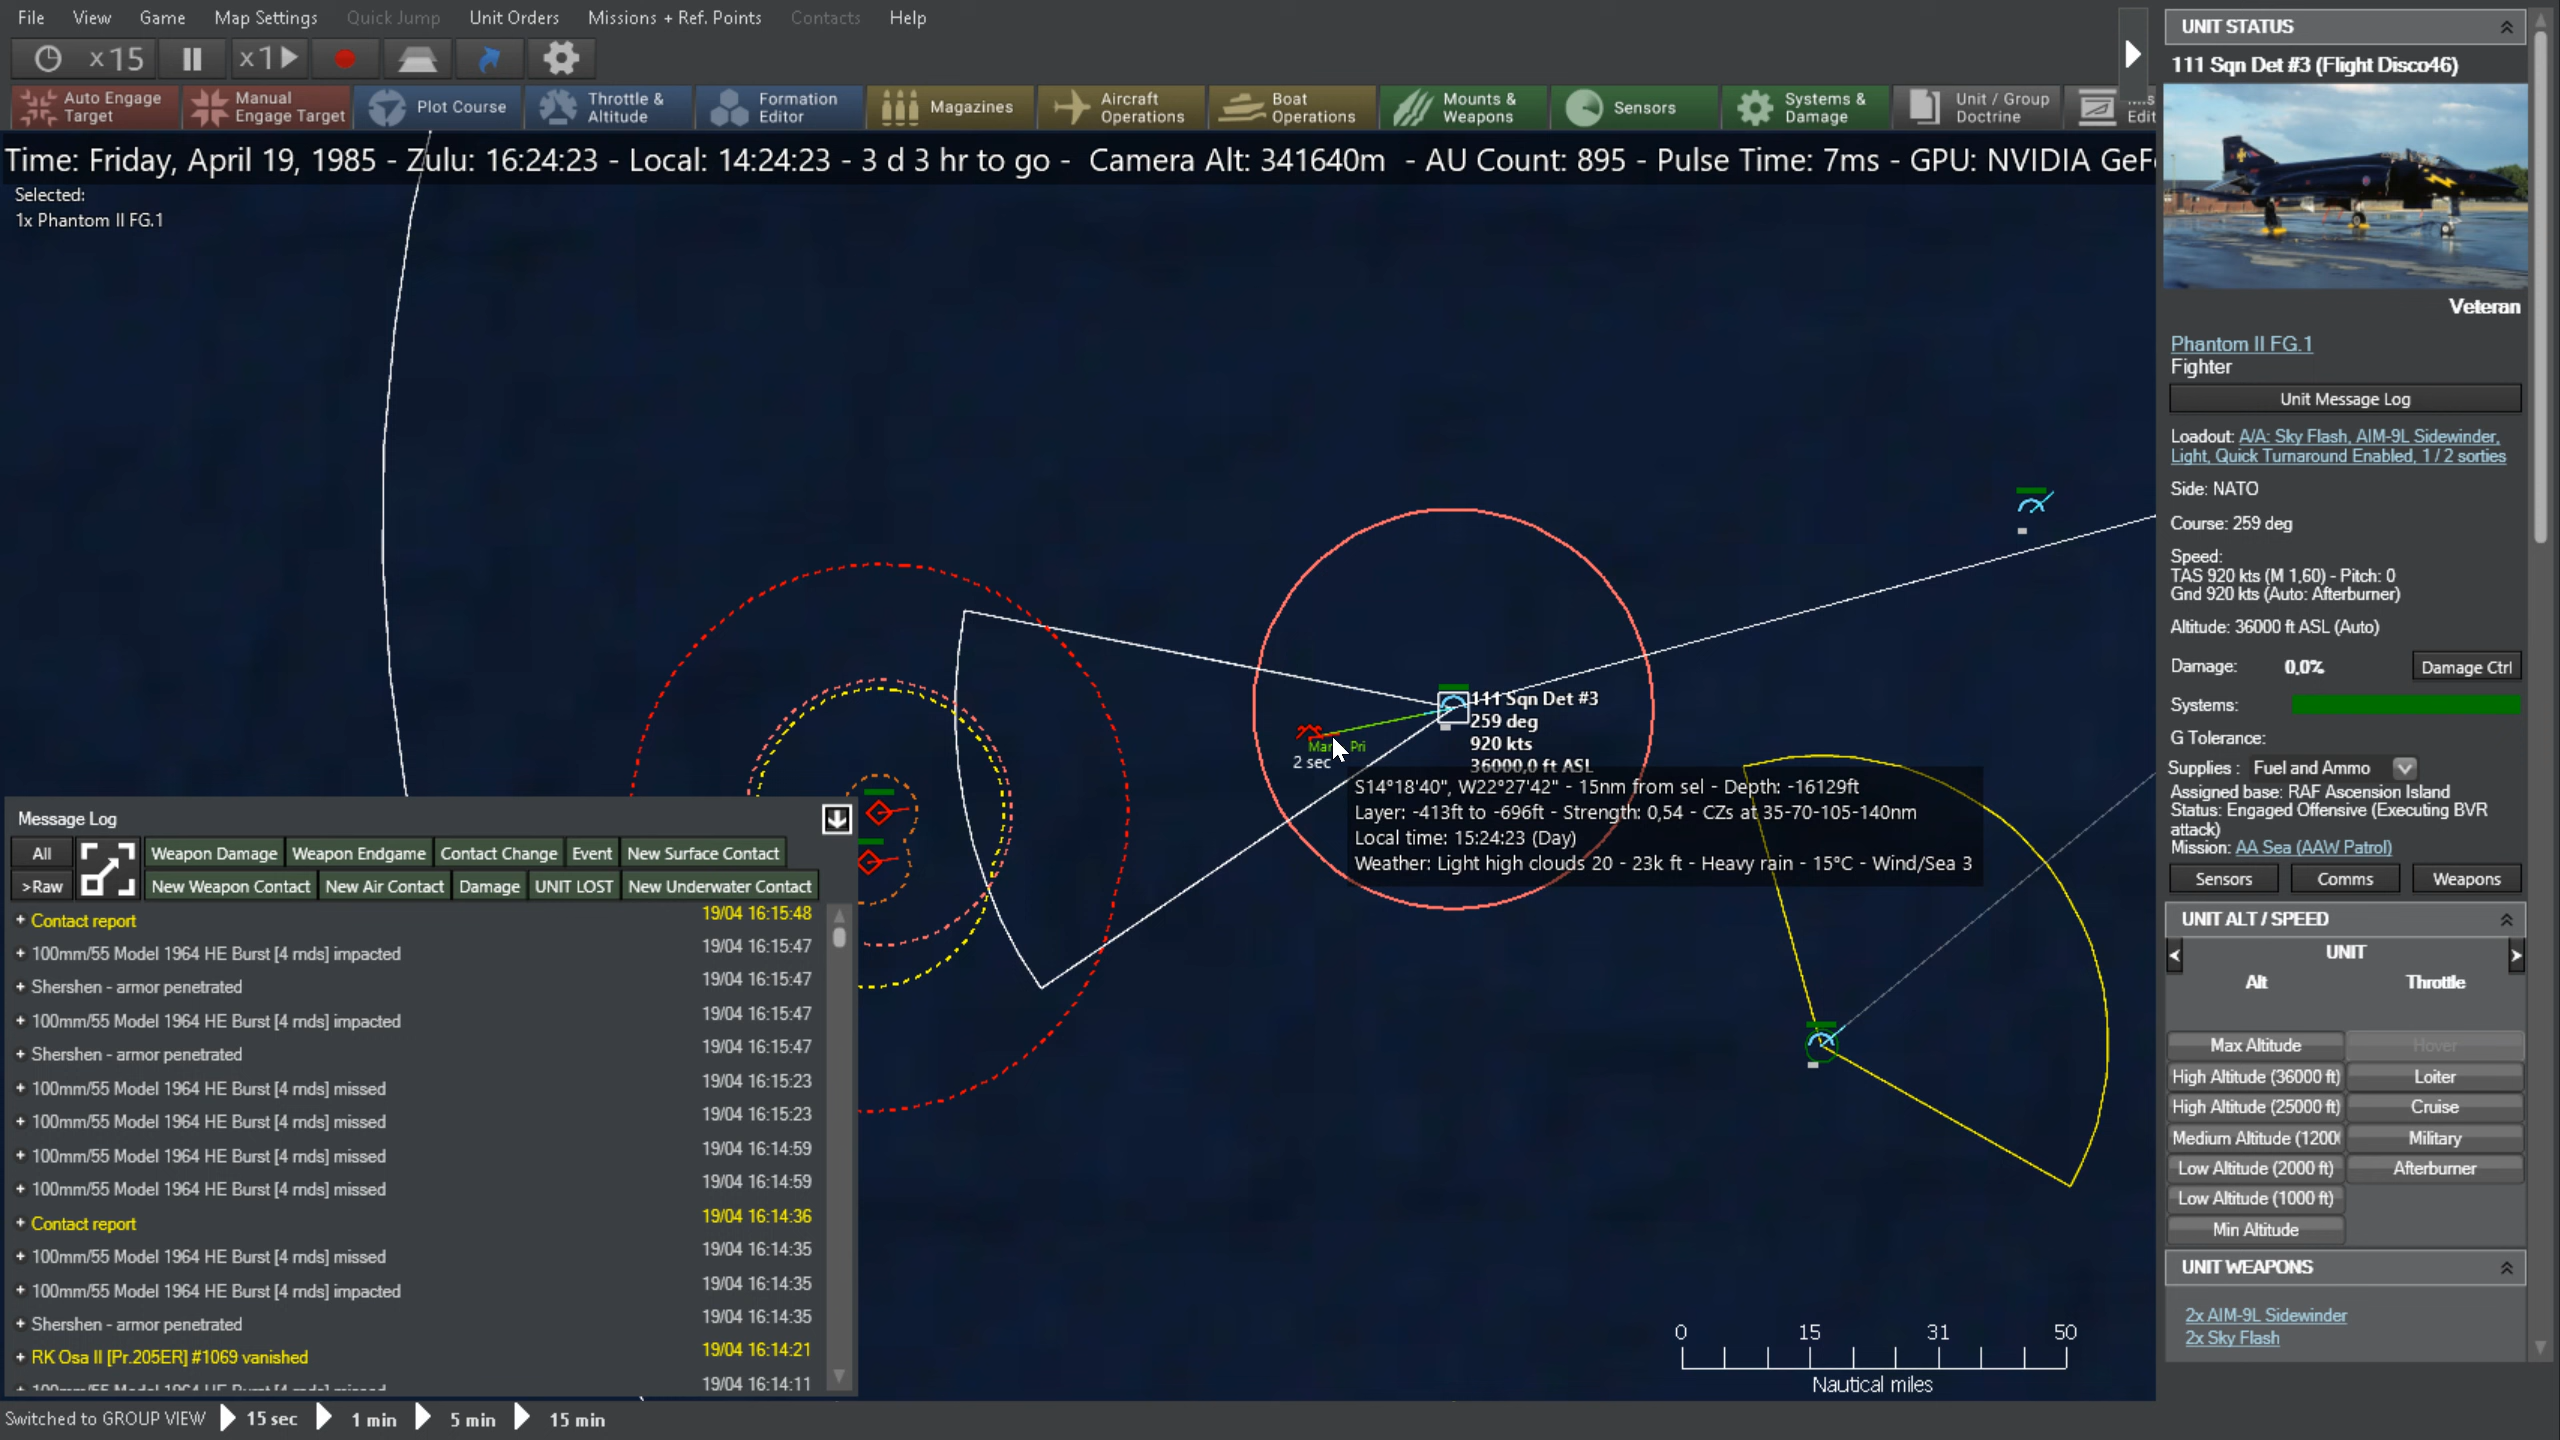 File View Game Map Settings Quick Jump Unit Orders Missions + Ref. Points Contacts Help
x15 x1
Auto Engage Target
Manual Engage Target
Plot Course
Throttle & Altitude
Formation Editor
Magazines
Aircraft Operations
Boat Operations
Mounts & Weapons
Sensors
Systems & Damage
Unit / Group Doctrine
Time: Friday, April 19, 1985 - Zulu: 16:24:23 - Local: 14:24:23 - 3 d 3 hr to go - Camera Alt: 341640m - AU Count: 895 - Pulse Time: 7ms - GPU: NVIDIA GeF
Selected:
1x Phantom II FG.1
111 Sqn Det #3
259 deg
920 kts
36000,0 ft ASL
Pri
2 sec
S14°18'40", W22°27'42" - 15nm from sel - Depth: -16129ft
Layer: -413ft to -696ft - Strength: 0,54 - CZs at 35-70-105-140nm
Local time: 15:24:23 (Day)
Weather: Light high clouds 20 - 23k ft - Heavy rain - 15°C - Wind/Sea 3
Message Log
All Weapon Damage Weapon Endgame Contact Change Event New Surface Contact
>Raw New Weapon Contact New Air Contact Damage UNIT LOST New Underwater Contact
+ Contact report 19/04 16:15:48
+ 100mm/55 Model 1964 HE Burst [4 rnds] impacted 19/04 16:15:47
+ Shershen - armor penetrated 19/04 16:15:47
+ 100mm/55 Model 1964 HE Burst [4 rnds] impacted 19/04 16:15:47
+ Shershen - armor penetrated 19/04 16:15:47
+ 100mm/55 Model 1964 HE Burst [4 rnds] missed 19/04 16:15:23
+ 100mm/55 Model 1964 HE Burst [4 rnds] missed 19/04 16:15:23
+ 100mm/55 Model 1964 HE Burst [4 rnds] missed 19/04 16:14:59
+ 100mm/55 Model 1964 HE Burst [4 rnds] missed 19/04 16:14:59
+ Contact report 19/04 16:14:36
+ 100mm/55 Model 1964 HE Burst [4 rnds] missed 19/04 16:14:35
+ 100mm/55 Model 1964 HE Burst [4 rnds] impacted 19/04 16:14:35
+ Shershen - armor penetrated 19/04 16:14:35
+ RK Osa II [Pr.205ER] #1069 vanished 19/04 16:14:21
+ 100mm/55 Model 1964 HE Burst [4 rnds] missed 19/04 16:14:11
0 15 31 50
Nautical miles
Switched to GROUP VIEW 15 sec 1 min 5 min 15 min
UNIT STATUS
111 Sqn Det #3 (Flight Disco46)
Veteran
Phantom II FG.1
Fighter
Unit Message Log
Loadout: A/A: Sky Flash, AIM-9L Sidewinder,
Light, Quick Turnaround Enabled, 1 / 2 sorties
Side: NATO
Course: 259 deg
Speed:
TAS 920 kts (M 1,60) - Pitch: 0
Gnd 920 kts (Auto: Afterburner)
Altitude: 36000 ft ASL (Auto)
Damage: 0,0% Damage Ctrl
Systems:
G Tolerance:
Supplies : Fuel and Ammo
Assigned base: RAF Ascension Island
Status: Engaged Offensive (Executing BVR
attack)
Mission: AA Sea (AAW Patrol)
Sensors Comms Weapons
UNIT ALT / SPEED
< UNIT >
Alt Throttle
Max Altitude Hover
High Altitude (36000 ft) Loiter
High Altitude (25000 ft) Cruise
Medium Altitude (1200 Military
Low Altitude (2000 ft) Afterburner
Low Altitude (1000 ft)
Min Altitude
UNIT WEAPONS
2x AIM-9L Sidewinder
2x Sky Flash